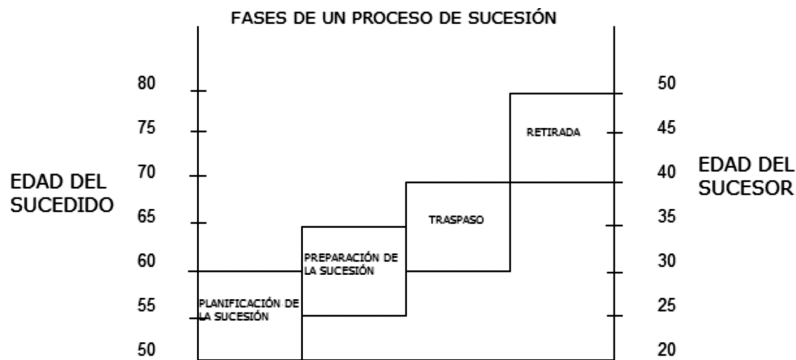 FASES DE UN PROCESO DE SUCESIÓN
80
75
70
65
60
55
50
EDAD DEL
SUCEDIDO
PLANIFICACIÓN DE
LA SUCESIÓN
PREPARACIÓN DE
LA SUCESIÓN
TRASPASO
RETIRADA
50
45
40
35
30
25
20
EDAD DEL
SUCESOR